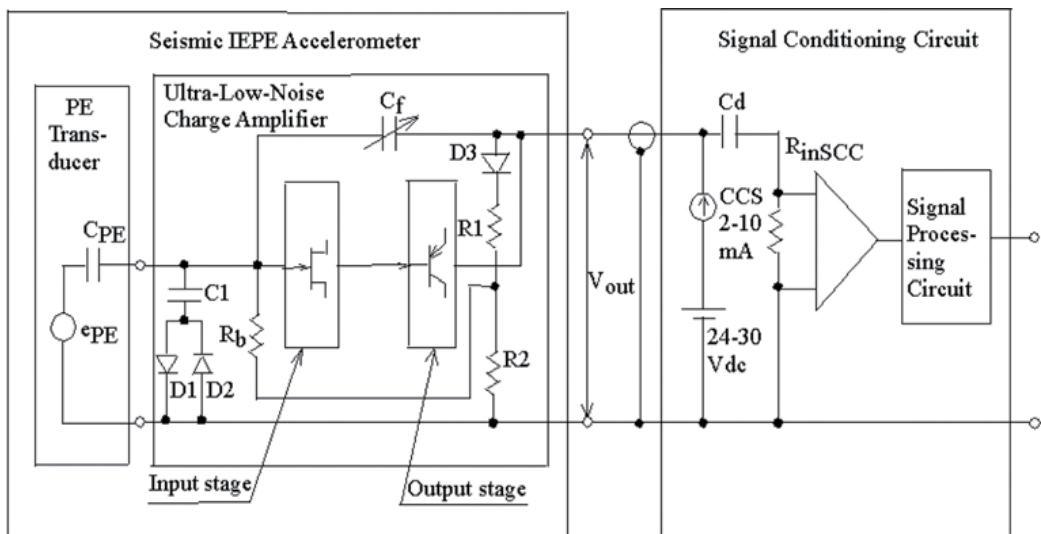 Seismic IEPE Accelerometer
Signal Conditioning Circuit
PE
Trans-
ducer
Ultra-Low-Noise
Charge Amplifier
Cf
D3
R1
CPE
C1
ePE
Rb
D1
D2
R2
Input stage
Output stage
Vout
Cd
RinSCC
CCS
2-10
mA
24-30
Vdc
Signal
Proces-
sing
Circuit